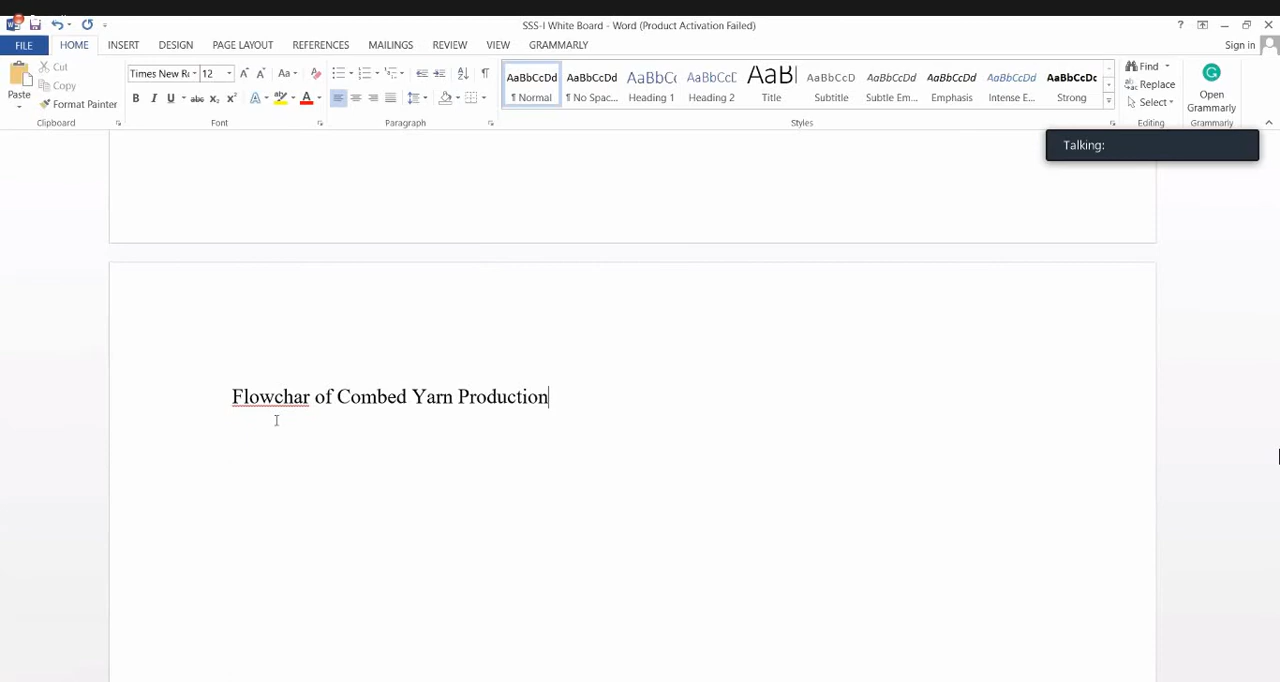 SSS-I White Board - Word (Product Activation Failed)
FILE HOME INSERT DESIGN PAGE LAYOUT REFERENCES MAILINGS REVIEW VIEW GRAMMARLY Sign in
Paste
Cut
Copy
Format Painter
Clipboard
Times New R 12
Font
Paragraph
AaBbCcDd AaBbCcDd AaBbC AaBbCcC AaB AaBbCcD AaBbCcDd AaBbCcDd AaBbCcDd AaBbCcDc
¶ Normal ¶ No Spac... Heading 1 Heading 2 Title Subtitle Subtle Em... Emphasis Intense E... Strong
Styles
Find
Replace
Select
Editing
Open
Grammarly
Grammarly
Talking:
Flowchar of Combed Yarn Production